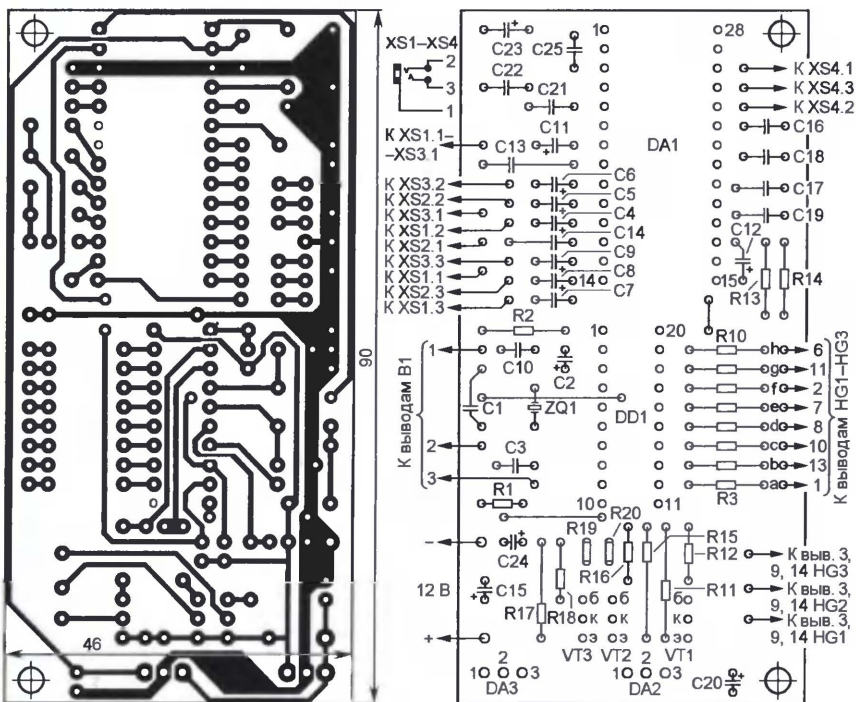 90
46
XS1–XS4
2
3
1
C23
C25
1
28
C22
C21
К XS4.1
К XS4.3
К XS4.2
C16
К XS1.1–
–XS3.1
C11
C13
DA1
C18
C6
К XS3.2
C5
C17
К XS2.2
C4
К XS3.1
C14
C19
К XS1.2
C12
К XS2.1
C9
К XS3.3
C8
К XS1.1
14
15
К XS2.3
C7
R13
R14
К XS1.3
R2
1
20
R10
1
C10
C2
h
6
g
11
f
2
C1
ZQ1
e
7
DD1
d
8
2
c
10
C3
b
13
3
a
1
R1
R3
К выводам B1
К выводам HG1–HG3
10
11
R20
R19
R15
–
C24
R16
R12
К выв. 3,
9, 14 HG3
12 В
C15
R11
К выв. 3,
9, 14 HG2
R17
R18
б
б
б
К выв. 3,
9, 14 HG1
к
к
к
+
э
э
э
VT3
VT2
VT1
1
2
3
1
2
3
DA3
DA2
C20